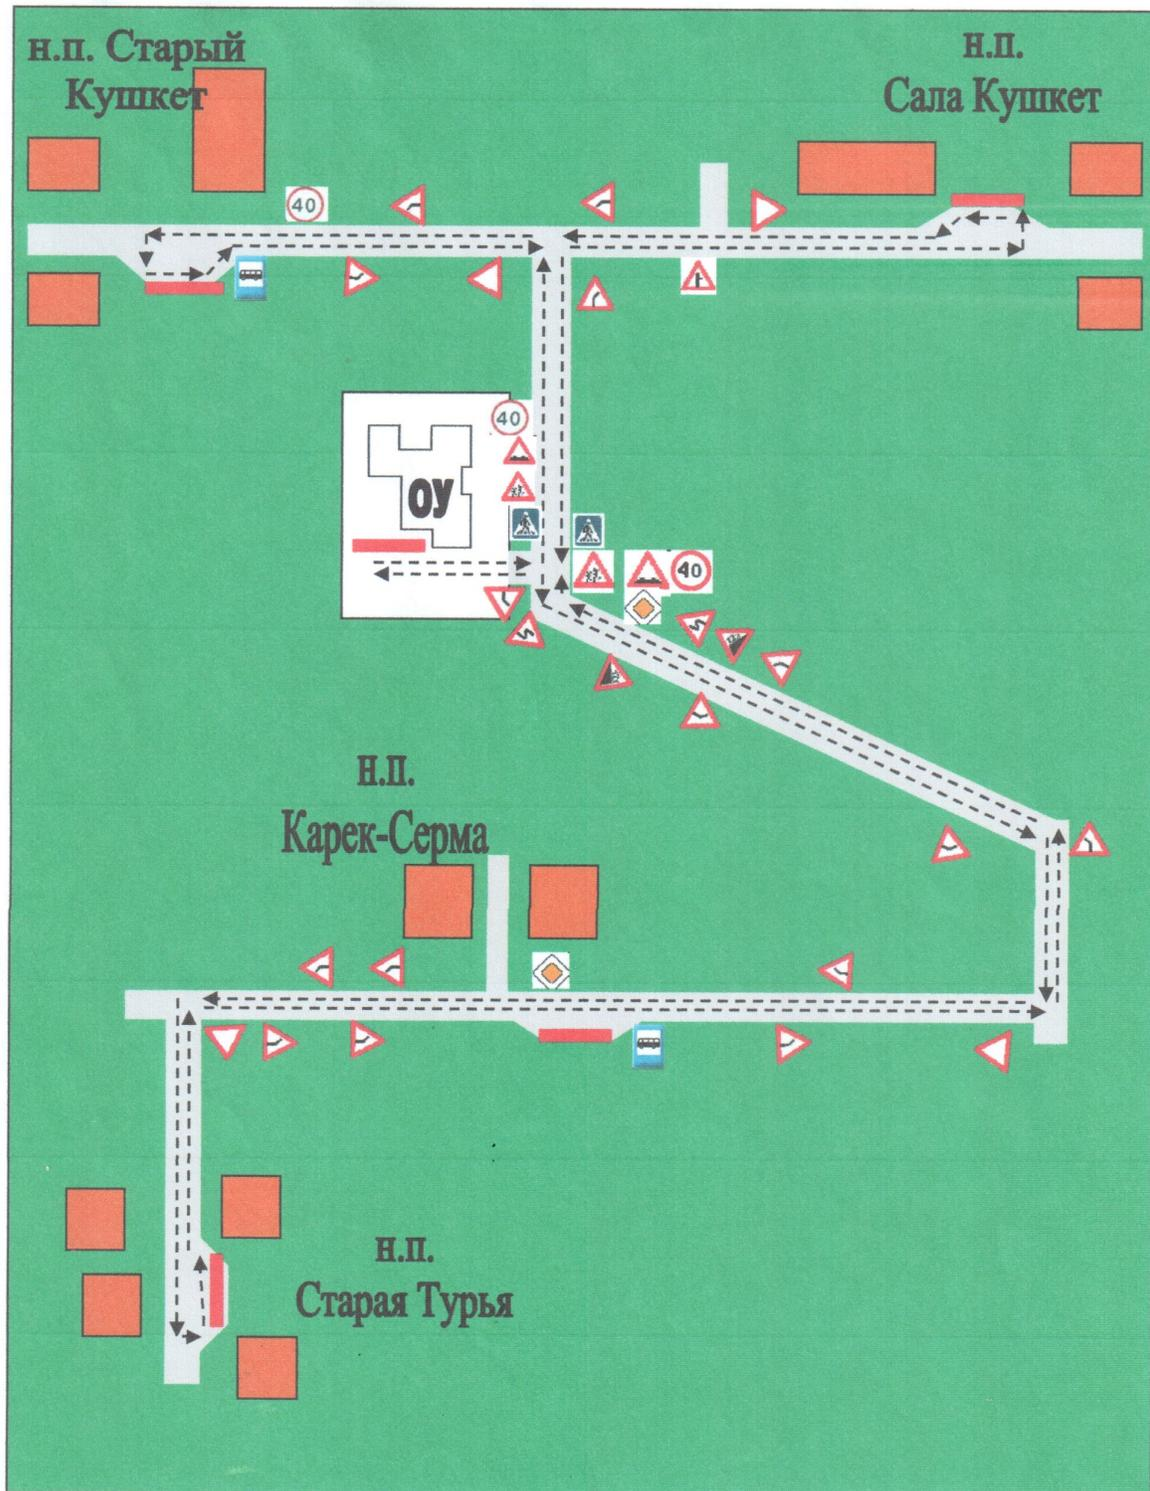 н.п. Старый
Кушкет
н.п.
Сала Кушкет
40
40
ОУ
40
н.п.
Карек-Серма
н.п.
Старая Турья